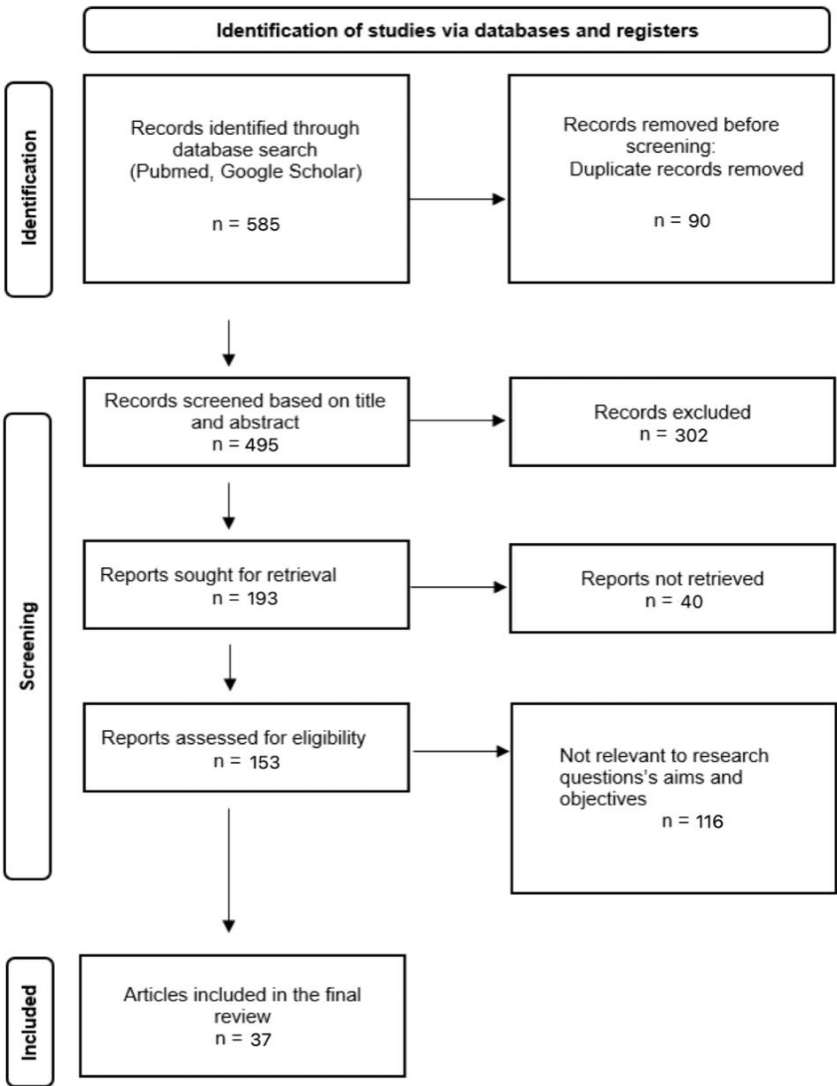 Identification of studies via databases and registers
Identification
Records identified through
database search
(Pubmed, Google Scholar)
n = 585
Records removed before
screening:
Duplicate records removed
n = 90
Screening
Records screened based on title
and abstract
n = 495
Records excluded
n = 302
Reports sought for retrieval
n = 193
Reports not retrieved
n = 40
Reports assessed for eligibility
n = 153
Not relevant to research
questions's aims and
objectives
n = 116
Included
Articles included in the final
review
n = 37